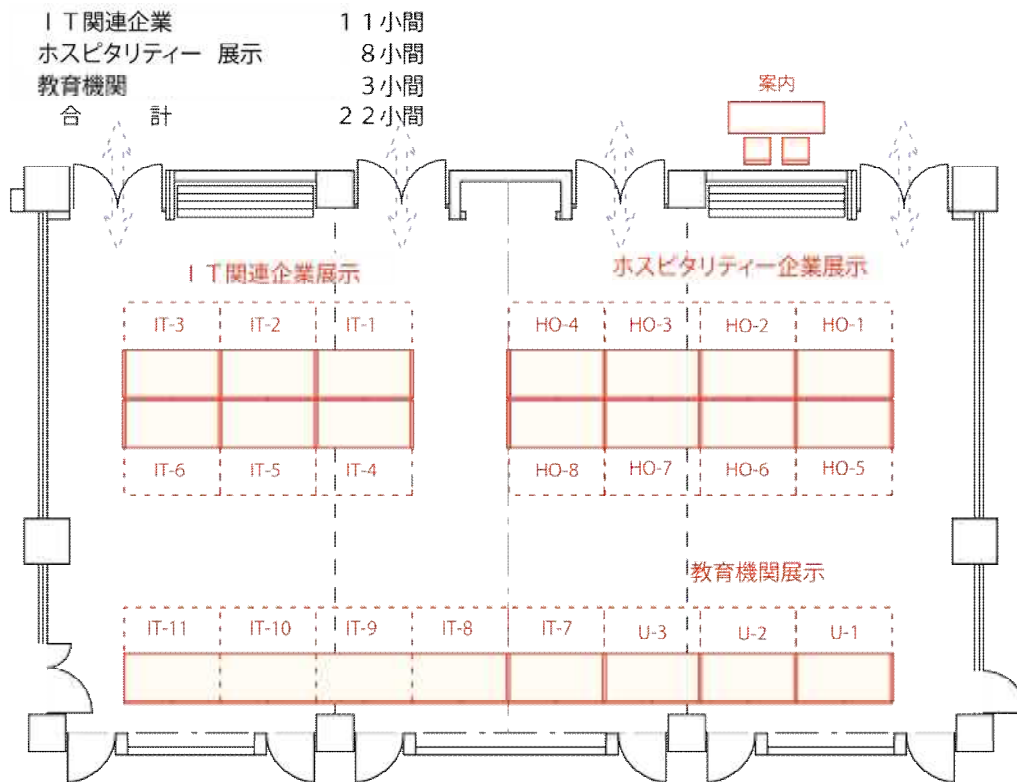 ＩＴ関連企業 １１小間
ホスピタリティー 展示 ８小間
教育機関 ３小間
合 計 ２２小間
案内
ＩＴ関連企業展示 ホスピタリティー企業展示
IT-3 IT-2 IT-1 HO-4 HO-3 HO-2 HO-1
IT-6 IT-5 IT-4 HO-8 HO-7 HO-6 HO-5
教育機関展示
IT-11 IT-10 IT-9 IT-8 IT-7 U-3 U-2 U-1